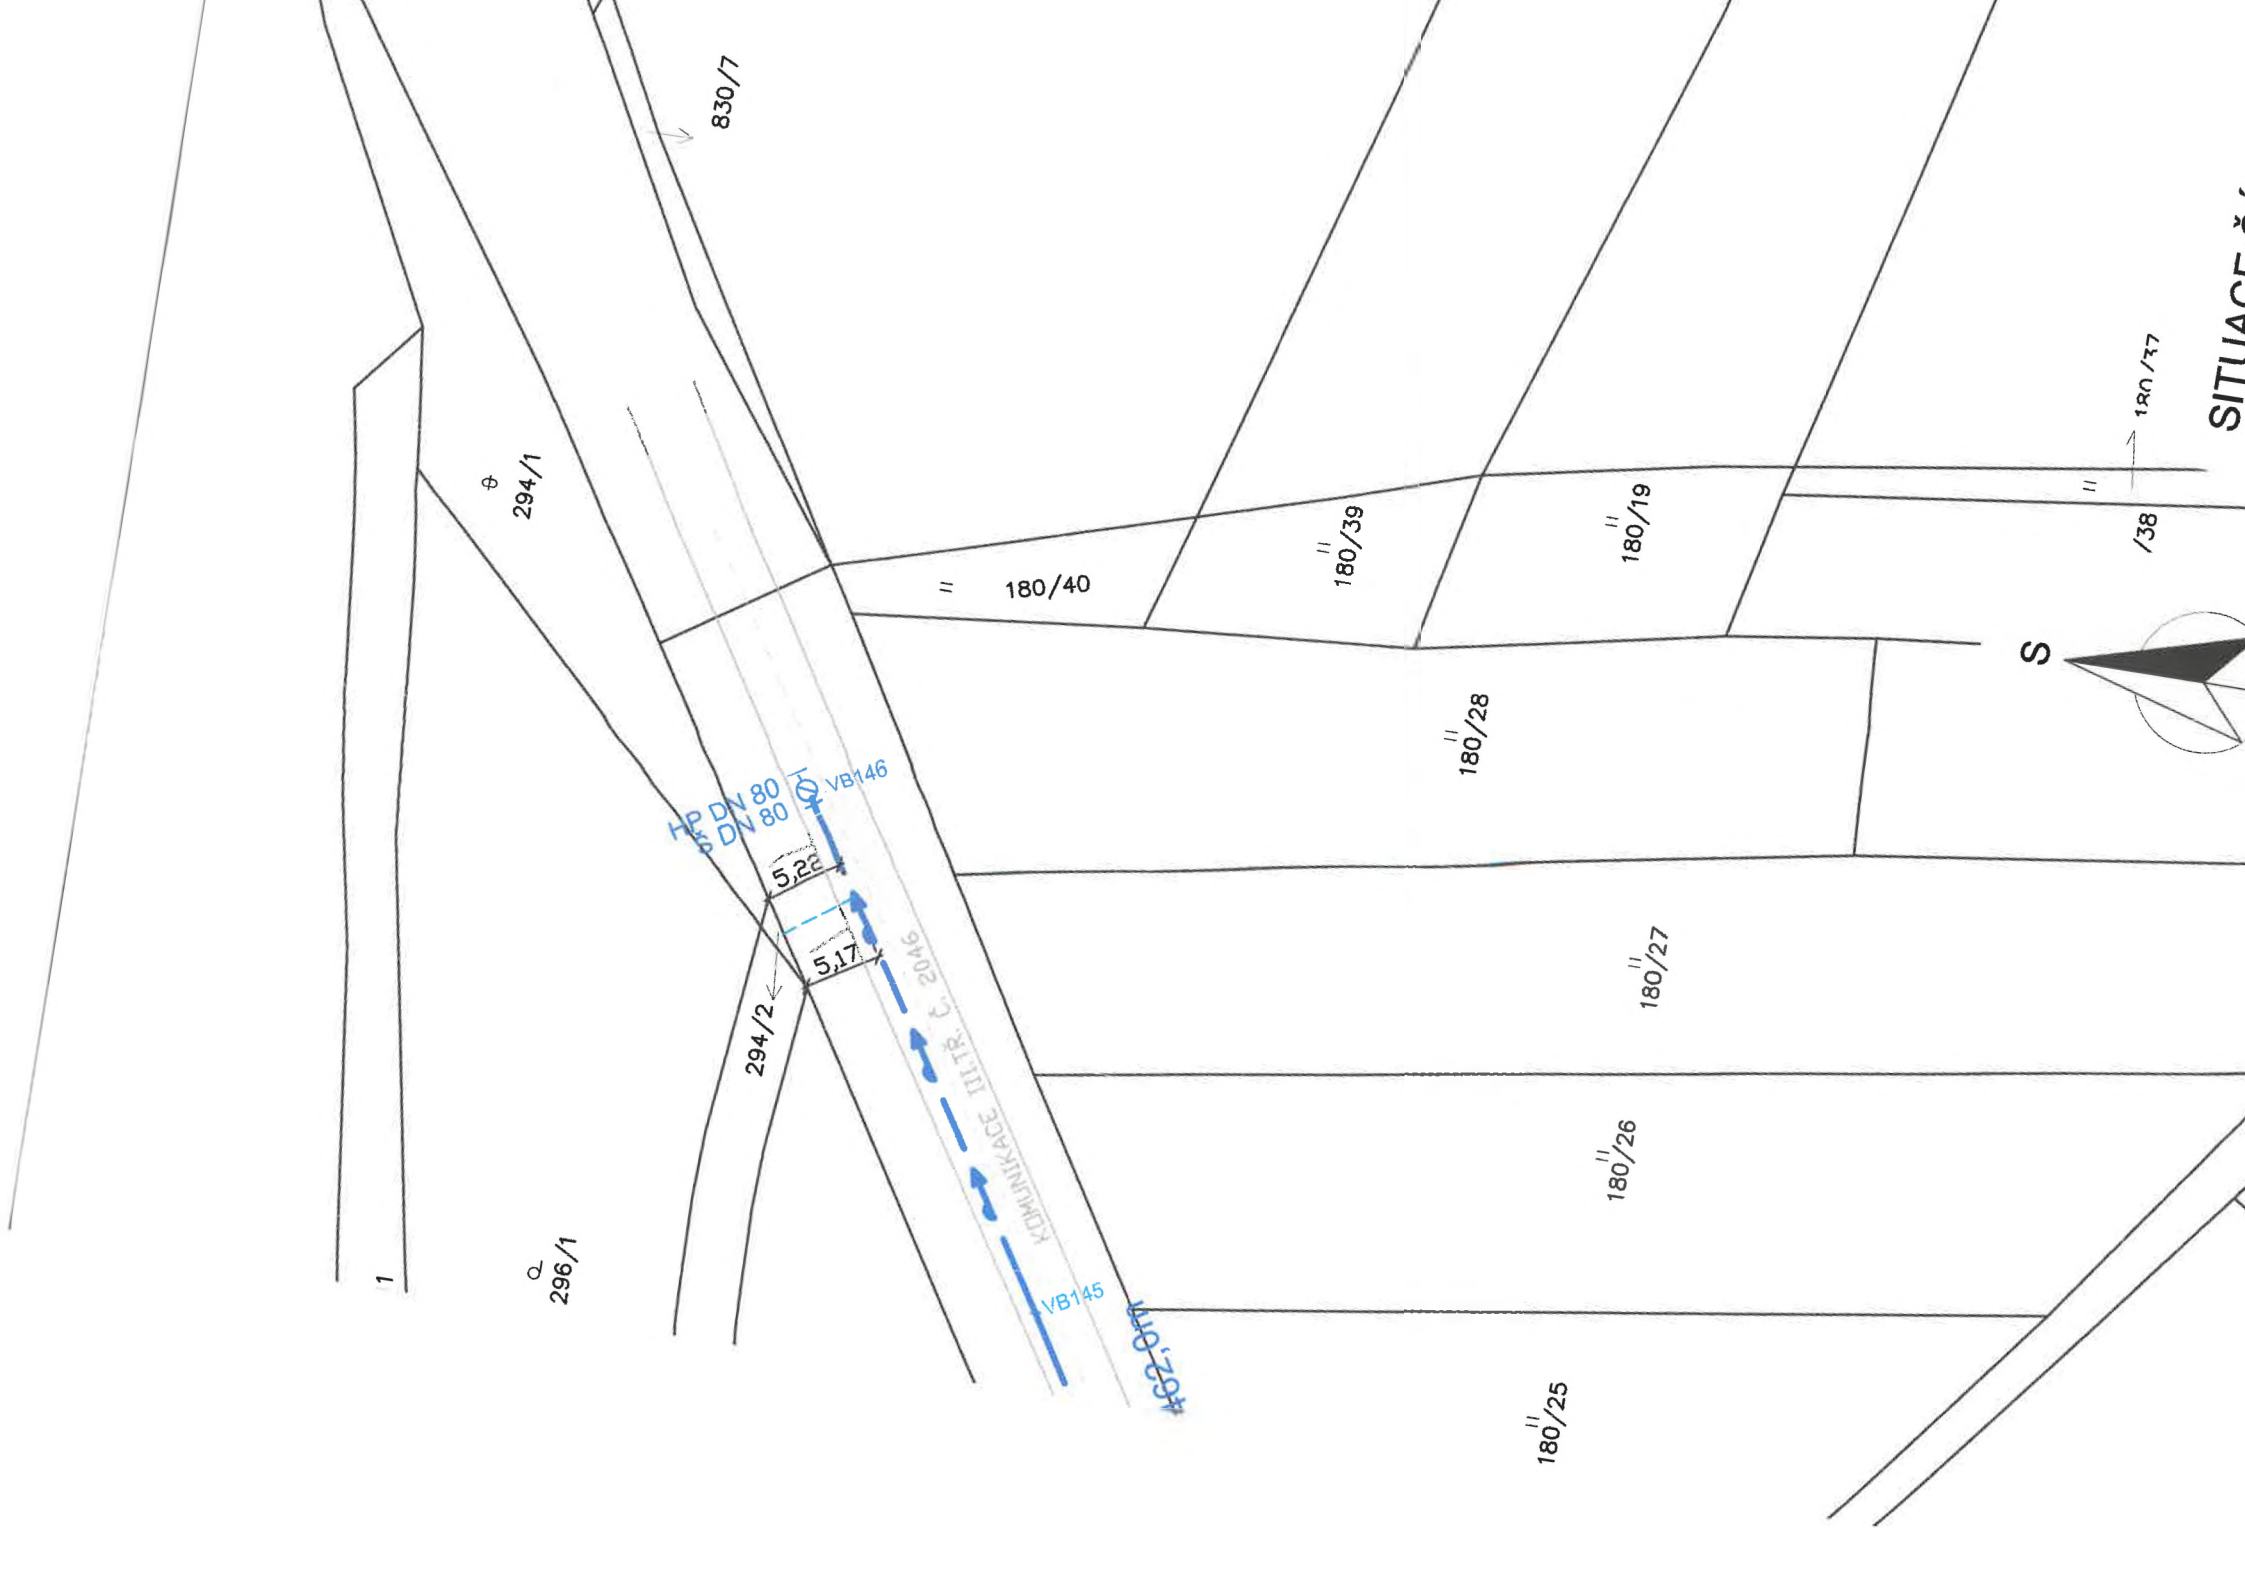 830/7
294/1
180/40
180/39
180/19
/38
180/37
S
180/28
HP DN 80
Š DN 80
VB146
5,22
5,17
294/2
KOMUNIKACE III.TŘ. Č. 2046
180/27
180/26
296/1
1
VB145
462,0m
180/25